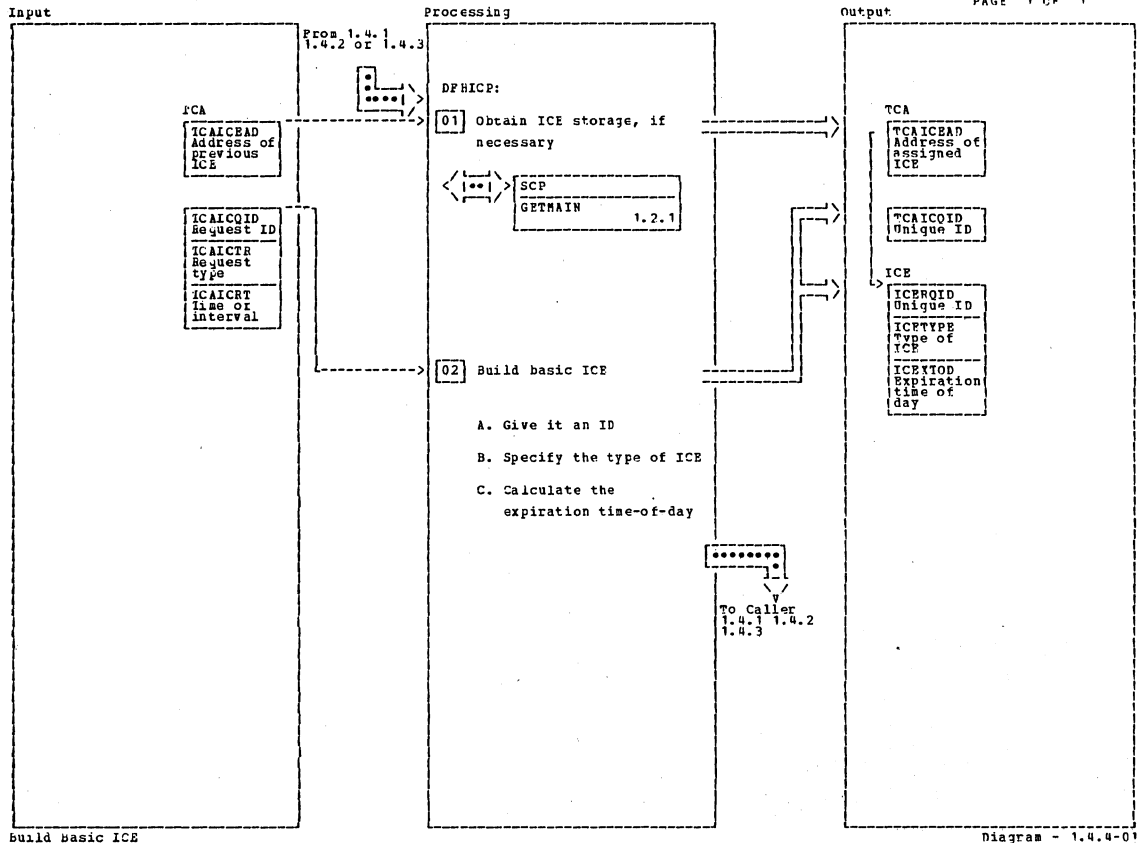 PAGE 1 OF 1
Input
Processing
Output
From 1.4.1
1.4.2 or 1.4.3
DFHICP:
TCA
TCAICEAD
Address of
previous
ICE
01 Obtain ICE storage, if
necessary
TCA
TCAICEAD
Address of
assigned
ICE
SCP
GETMAIN
1.2.1
TCAICQID
Request ID
TCAICTR
Request
type
TCAICRT
Time or
interval
TCAICQID
Unique ID
ICE
ICERQID
Unique ID
ICETYPE
Type of
ICE
ICEXTOD
Expiration
time of
day
02 Build basic ICE
A. Give it an ID
B. Specify the type of ICE
C. Calculate the
expiration time-of-day
To Caller
1.4.1 1.4.2
1.4.3
Build Basic ICE
Diagram - 1.4.4-01